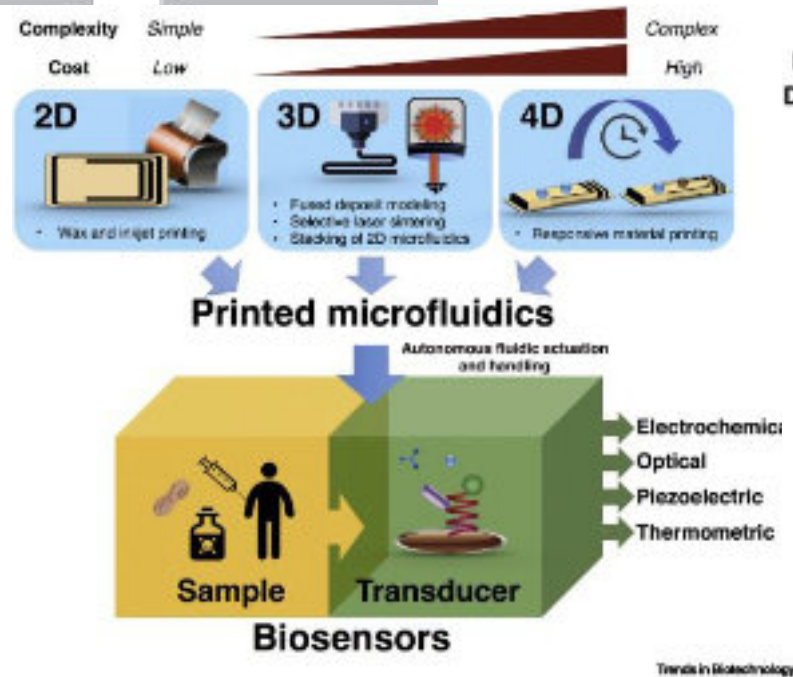 Complexity Simple Complex
Cost Low High
2D
3D
4D
• Wax and inkjet printing
• Fused deposit modeling
• Selective laser sintering
• Stacking of 2D microfluidics
• Responsive material printing
Printed microfluidics
Autonomous fluidic actuation
and handling
Electrochemica
Optical
Piezoelectric
Thermometric
Sample
Transducer
Biosensors
Trends in Biotechnology